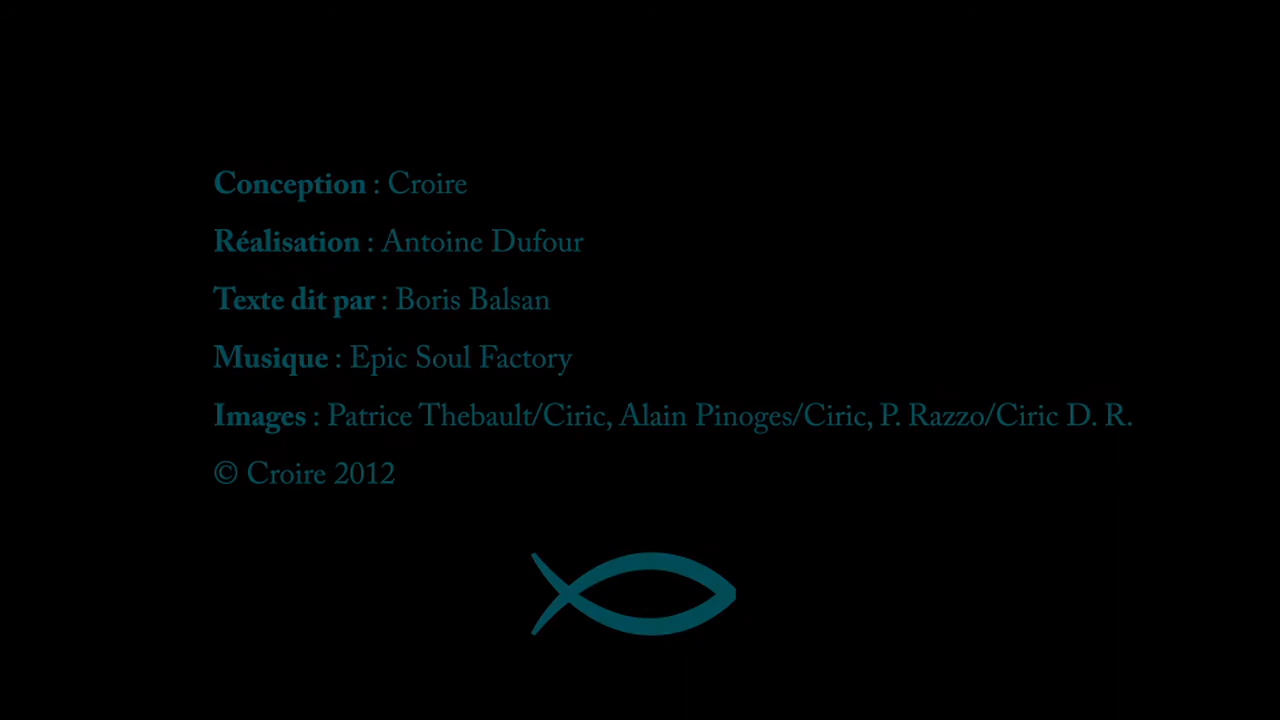 Conception : Croire
Réalisation : Antoine Dufour
Texte dit par : Boris Balsan
Musique : Epic Soul Factory
Images : Patrice Thebault/Ciric, Alain Pinoges/Ciric, P. Razzo/Ciric D. R.
© Croire 2012